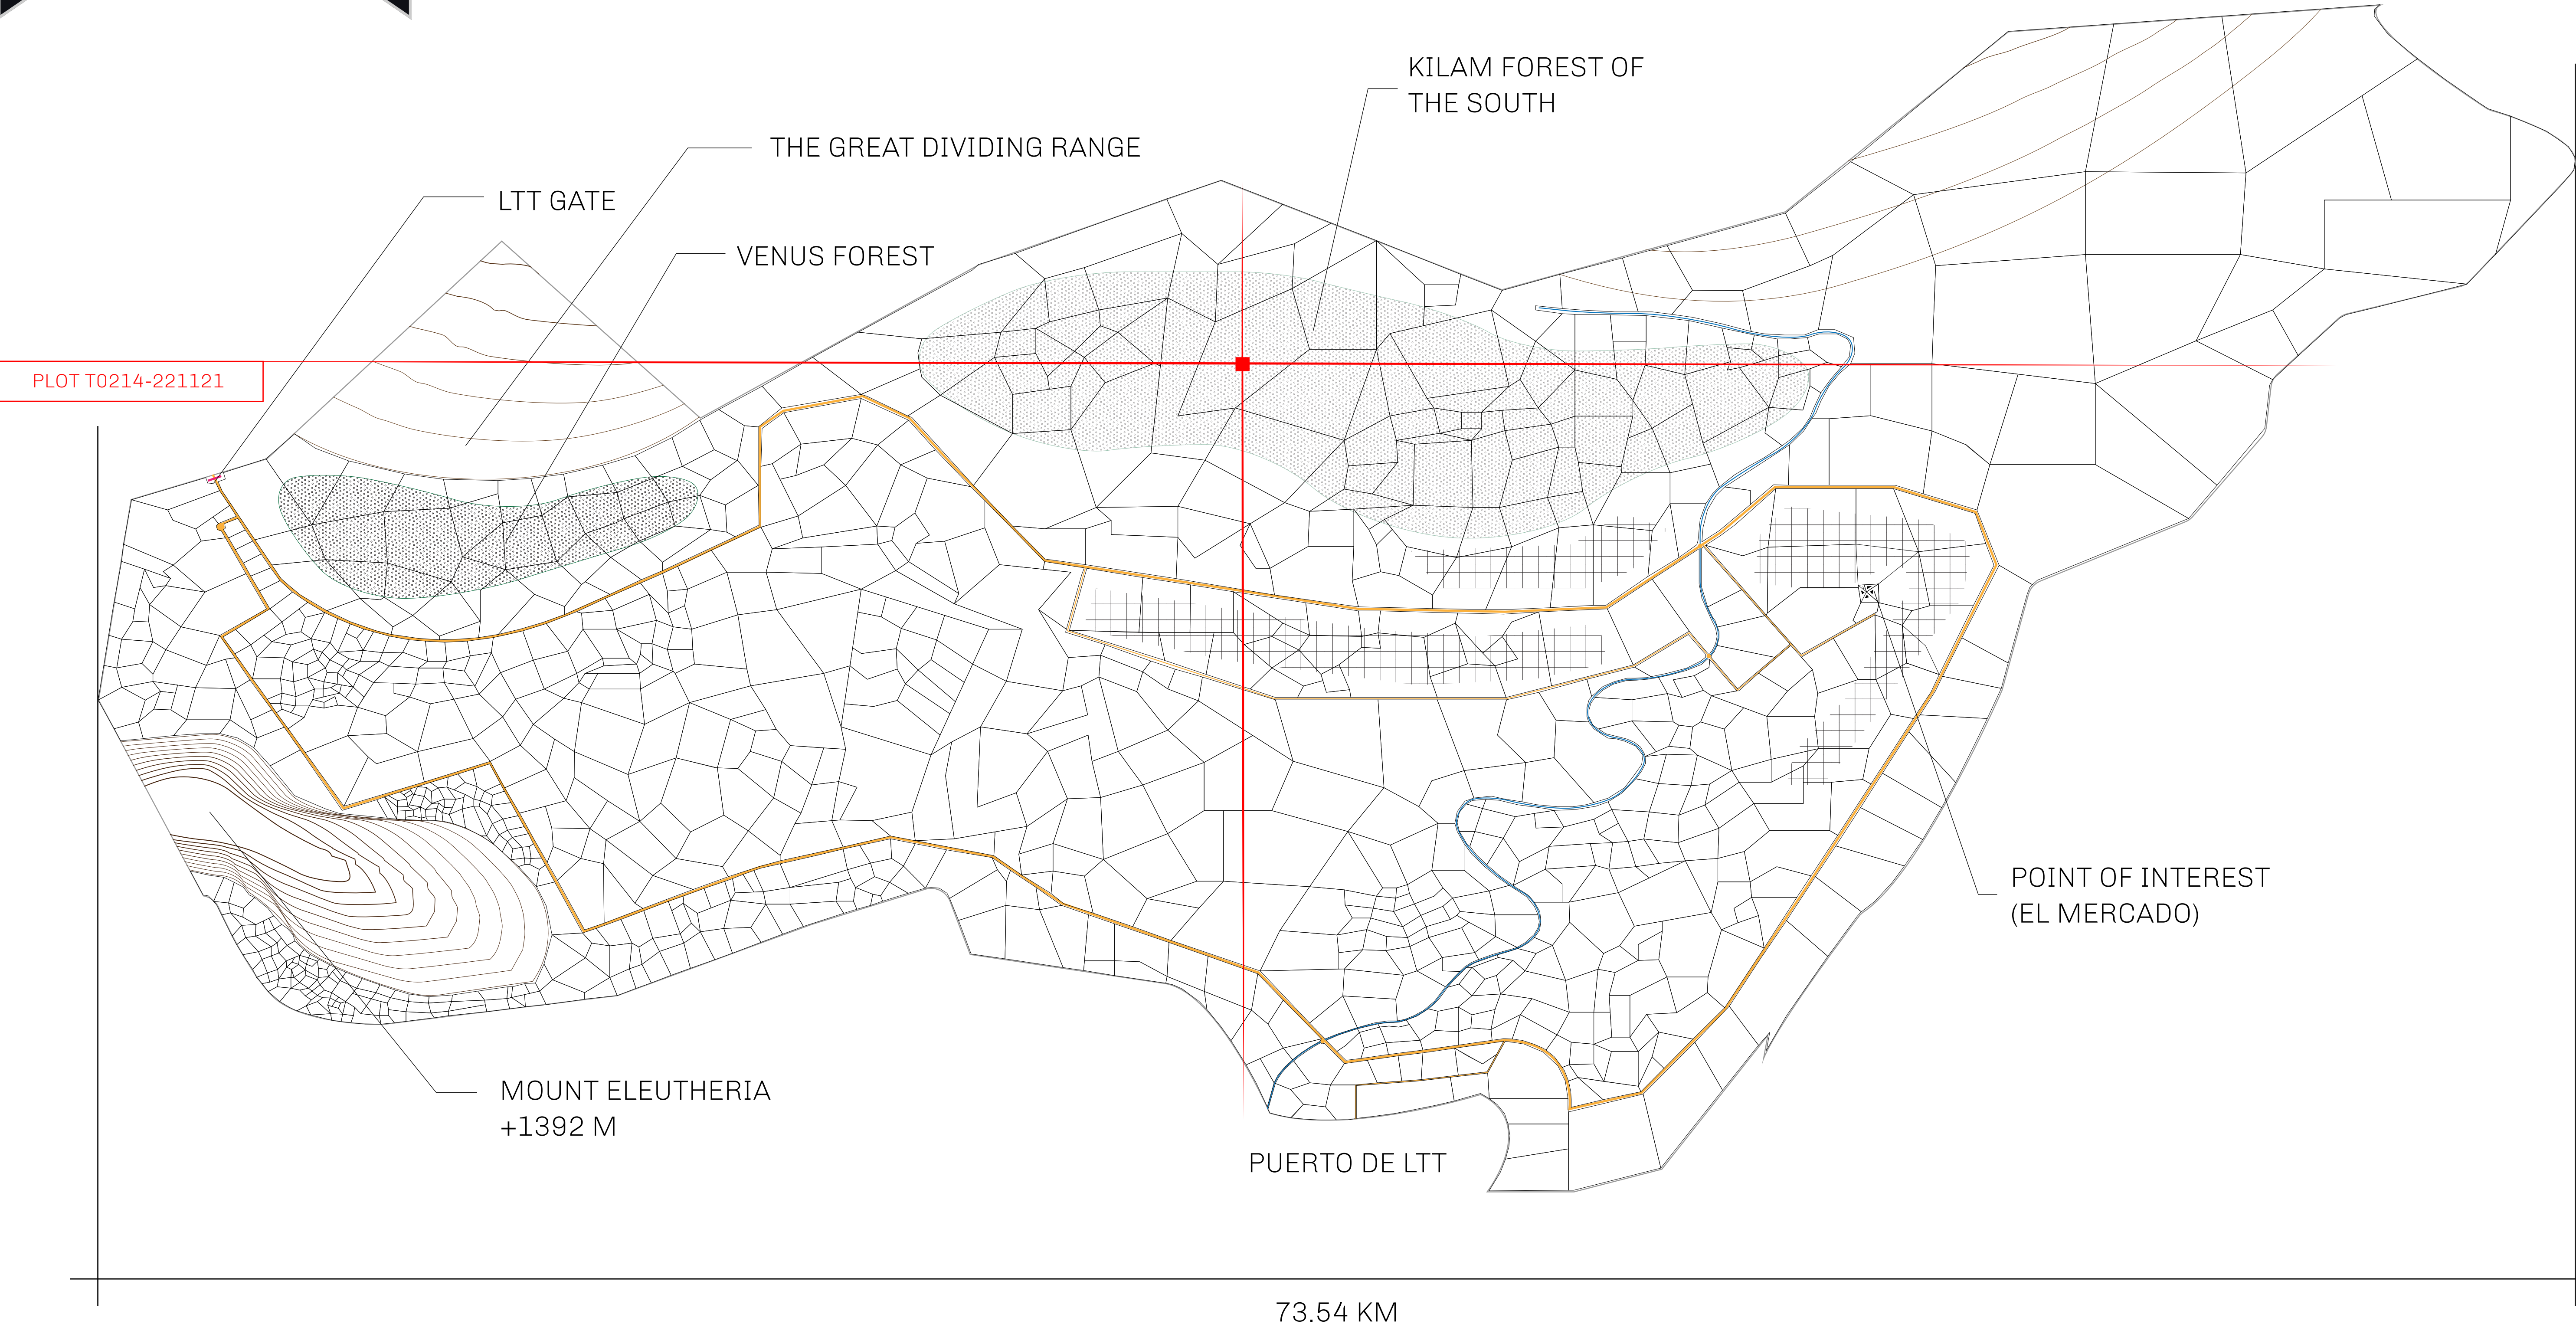 KILAM FOREST OF
THE SOUTH
THE GREAT DIVIDING RANGE
LTT GATE
VENUS FOREST
PLOT T0214-221121
POINT OF INTEREST
(EL MERCADO)
MOUNT ELEUTHERIA
+1392 M
PUERTO DE LTT
73.54 KM